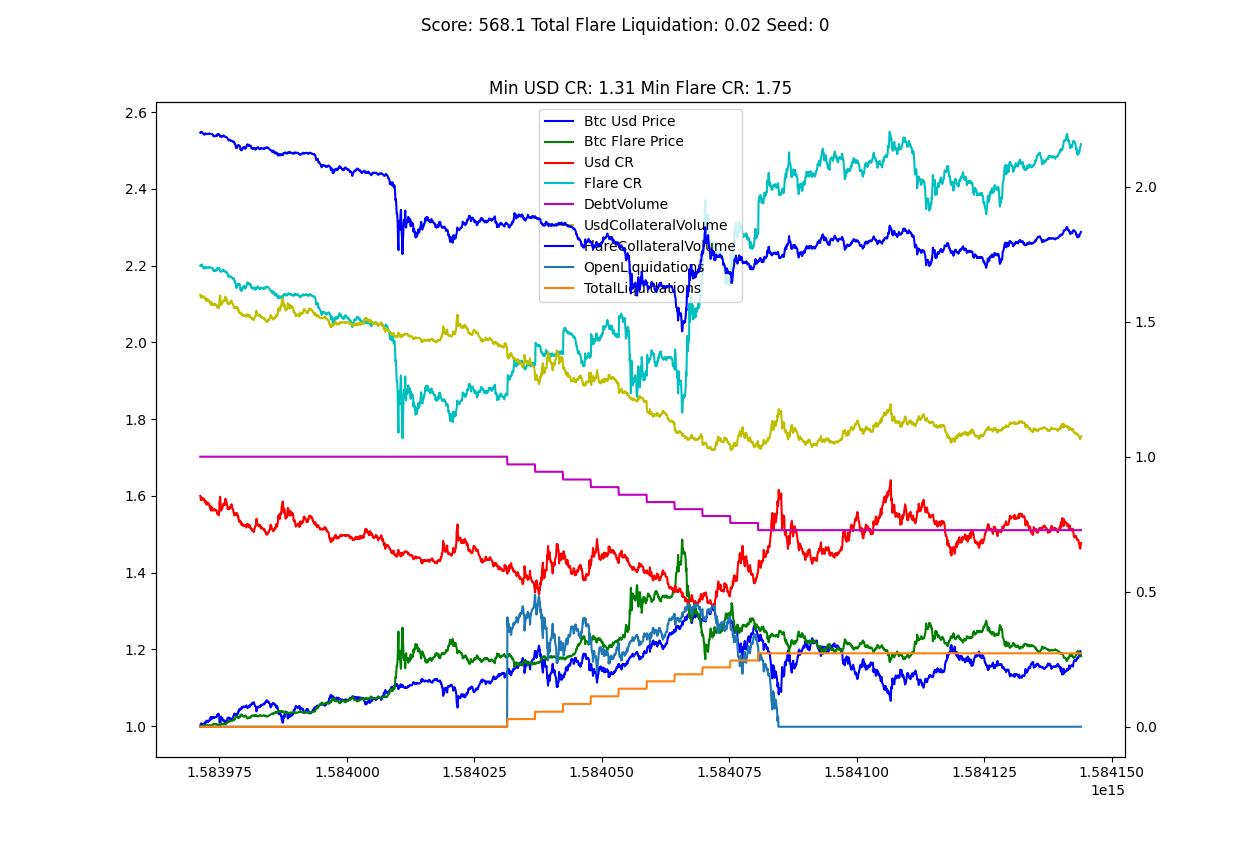 Score: 568.1 Total Flare Liquidation: 0.02 Seed: 0
Min USD CR: 1.31 Min Flare CR: 1.75
2.6
2.4
2.2
2.0
1.8
1.6
1.4
1.2
1.0
Btc Usd Price
Btc Flare Price
Usd CR
Flare CR
DebtVolume
UsdCollateralVolume
FlareCollateralVolume
OpenLiquidations
TotalLiquidations
2.0
1.5
1.0
0.5
0.0
1.583975 1.584000 1.584025 1.584050 1.584075 1.584100 1.584125 1.584150
1e15